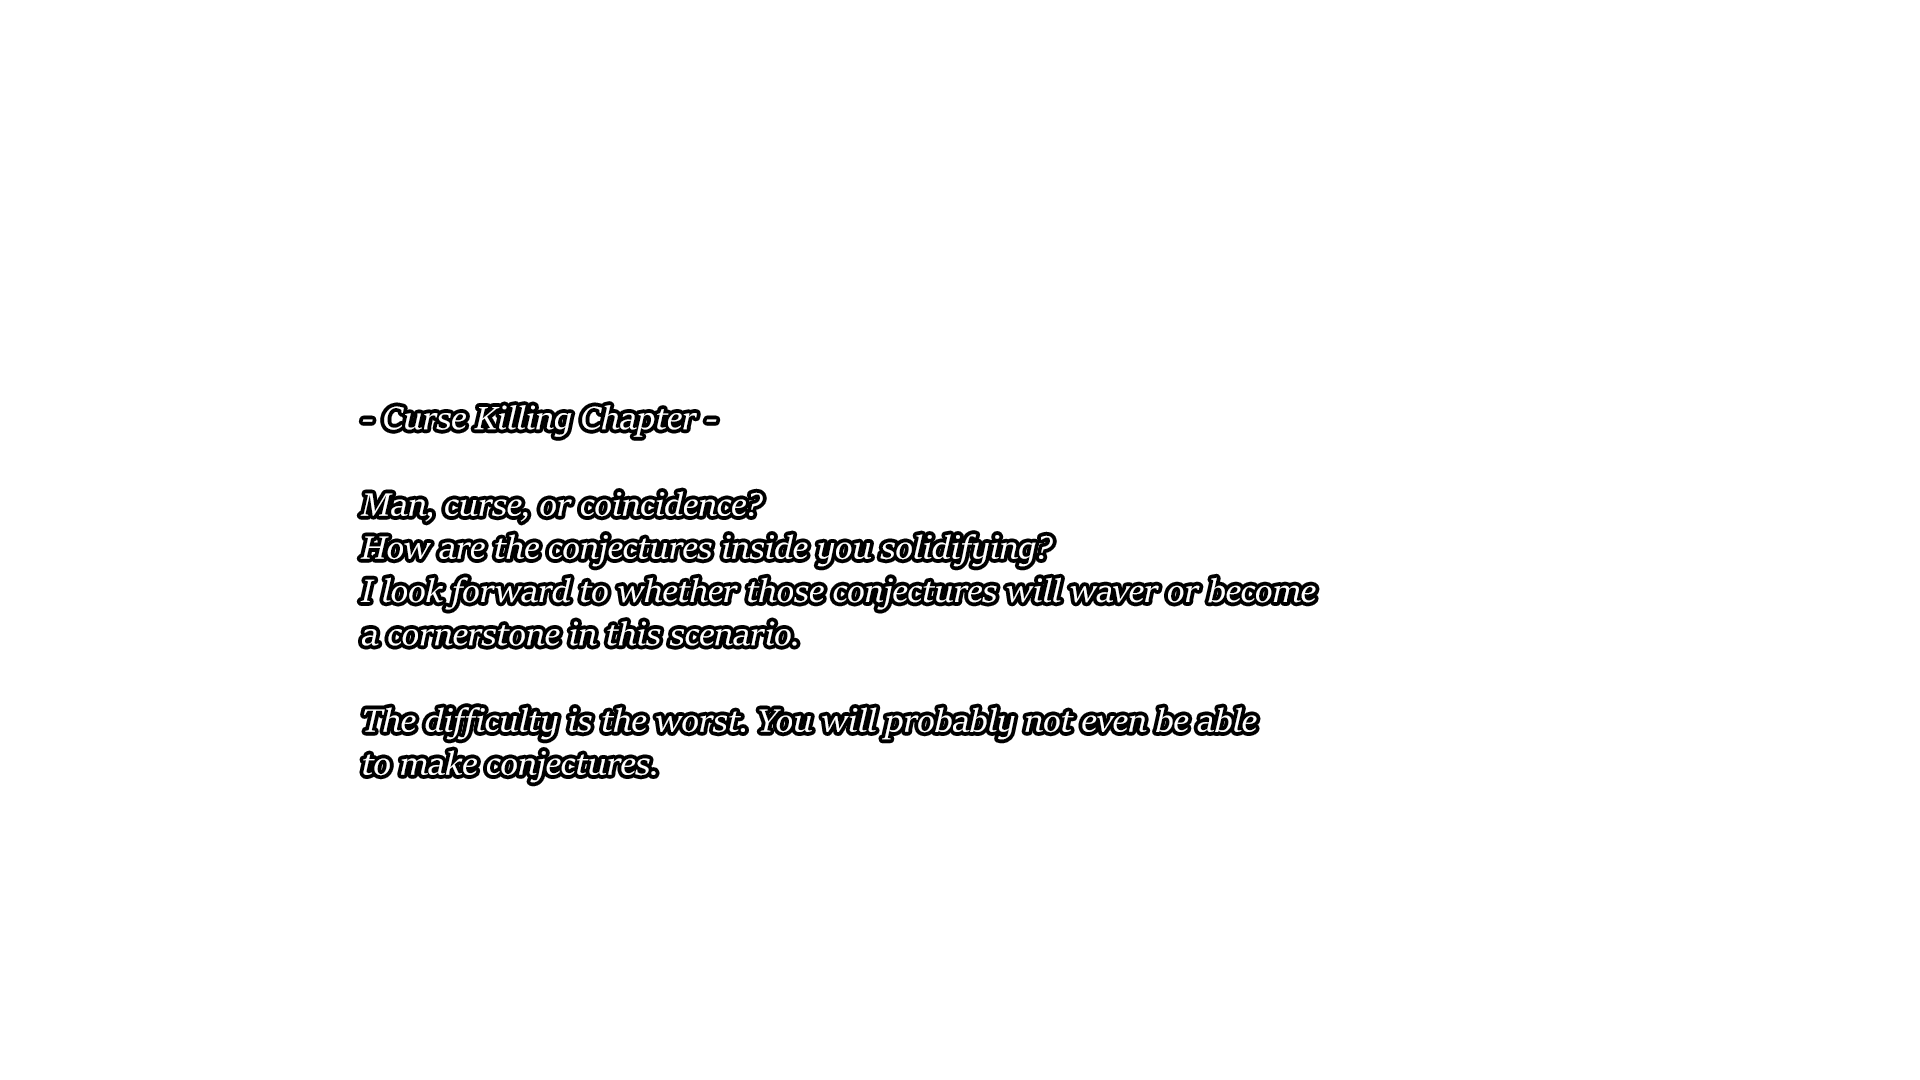 - Curse Killing Chapter -
Man, curse, or coincidence?
How are the conjectures inside you solidifying?
I look forward to whether those conjectures will waver or become
a cornerstone in this scenario.
The difficulty is the worst. You will probably not even be able
to make conjectures.